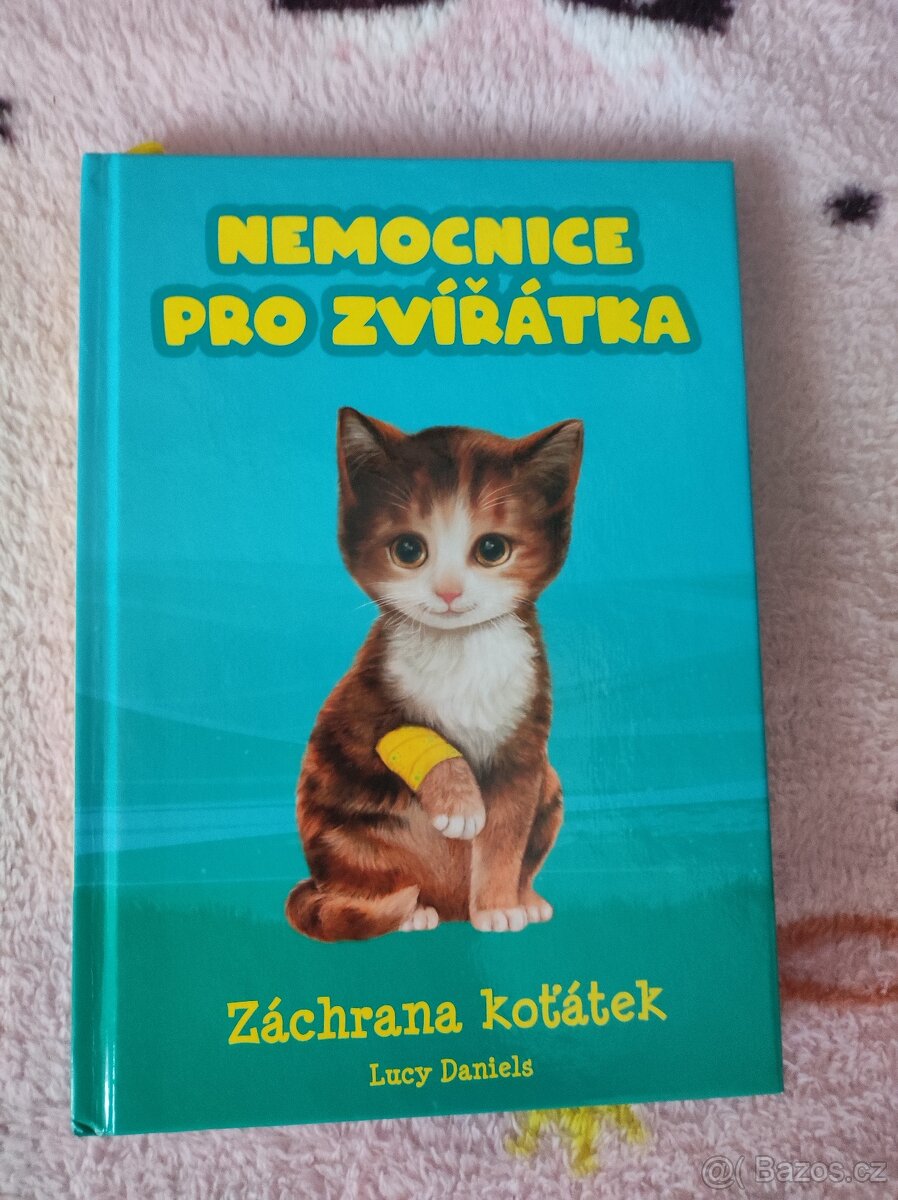 NEMOCNICE
PRO ZVÍŘÁTKA
Záchrana koťátek
Lucy Daniels
@( Bazos.cz